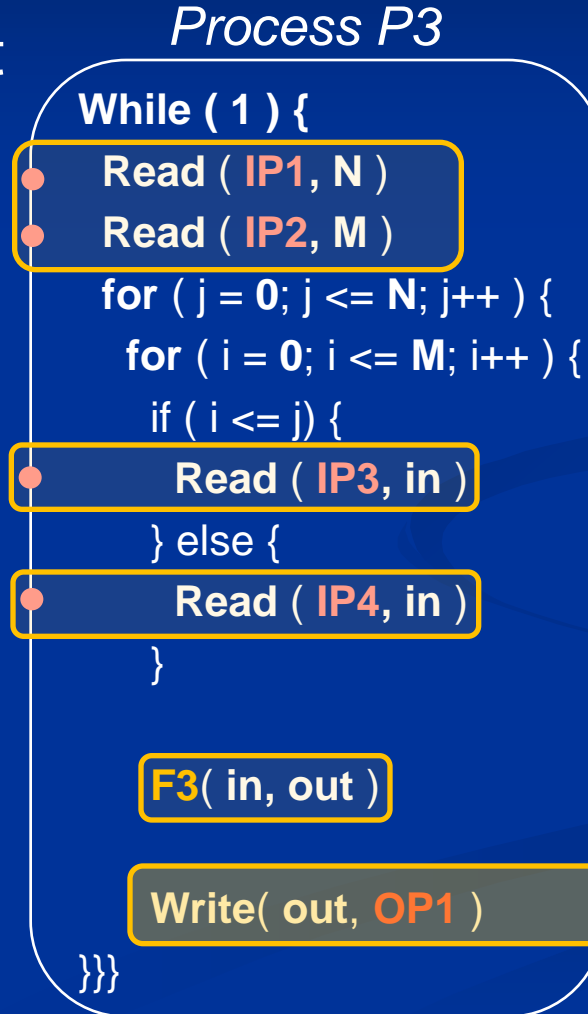 Process P3
While ( 1 ) {
Read ( IP1, N )
Read ( IP2, M )
for ( j = 0; j <= N; j++ ) {
for ( i = 0; i <= M; i++ ) {
if ( i <= j) {
Read ( IP3, in )
} else {
Read ( IP4, in )
}
F3( in, out )
Write( out, OP1 )
}}}